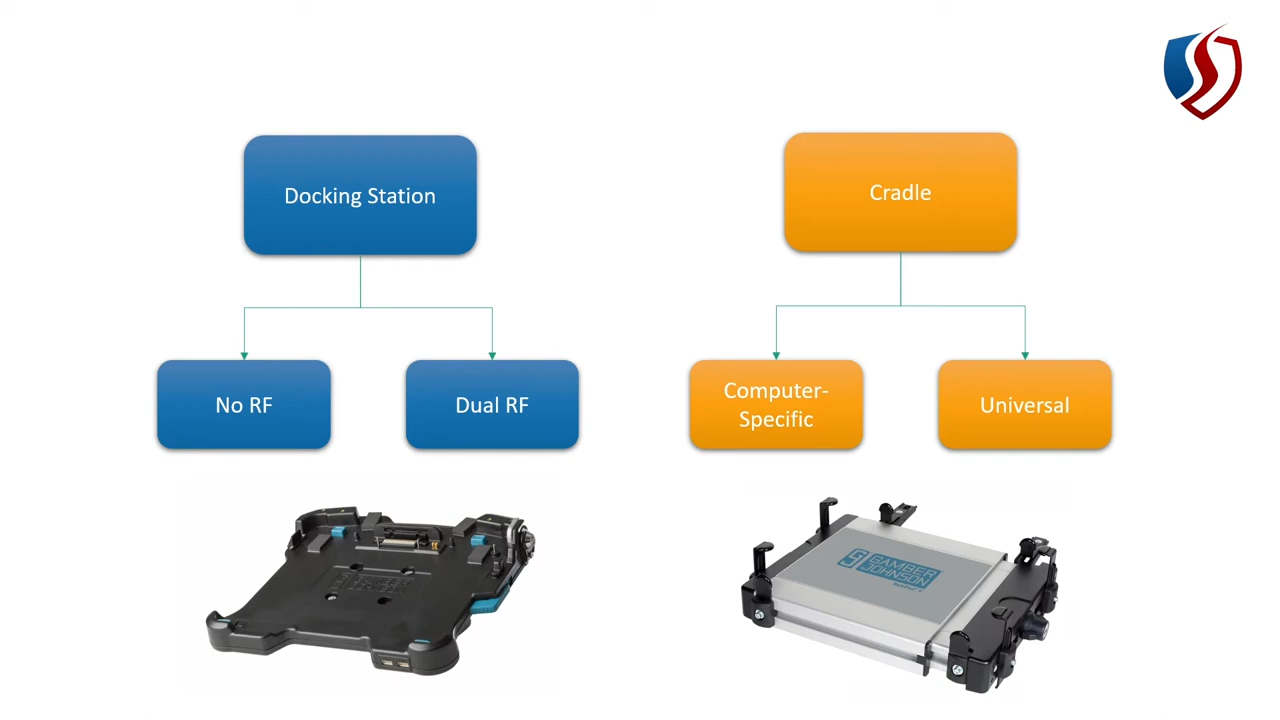 Docking Station
Cradle
No RF
Dual RF
Computer-
Specific
Universal
GAMBER
JOHNSON